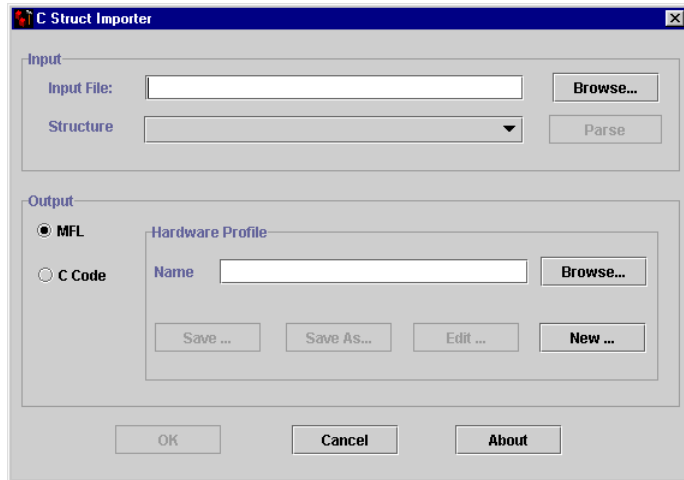 C Struct Importer
Input
Input File: Browse...
Structure Parse
Output
MFL Hardware Profile
C Code Name Browse...
Save ... Save As... Edit ... New ...
OK Cancel About